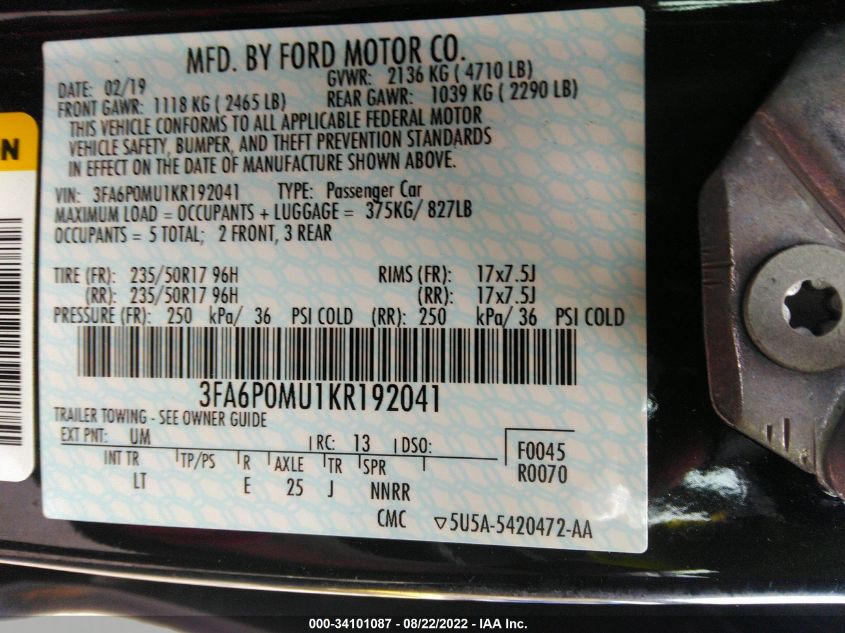 MFD. BY FORD MOTOR CO.
DATE: 02/19 GVWR: 2136 KG ( 4710 LB)
FRONT GAWR: 1118 KG ( 2465 LB) REAR GAWR: 1039 KG ( 2290 LB)
THIS VEHICLE CONFORMS TO ALL APPLICABLE FEDERAL MOTOR
VEHICLE SAFETY, BUMPER, AND THEFT PREVENTION STANDARDS
IN EFFECT ON THE DATE OF MANUFACTURE SHOWN ABOVE.
VIN: 3FA6P0MU1KR192041 TYPE: Passenger Car
MAXIMUM LOAD = OCCUPANTS + LUGGAGE = 375KG/ 827LB
OCCUPANTS = 5 TOTAL; 2 FRONT, 3 REAR
TIRE (FR): 235/50R17 96H RIMS (FR): 17x7.5J
(RR): 235/50R17 96H (RR): 17x7.5J
PRESSURE (FR): 250 kPa/ 36 PSI COLD (RR): 250 kPa/ 36 PSI COLD
3FA6P0MU1KR192041
TRAILER TOWING - SEE OWNER GUIDE
EXT PNT: UM RC: 13 DSO: F0045
INT TR TP/PS R AXLE TR SPR R0070
LT E 25 J NNRR
CMC ▽5U5A-5420472-AA
000-34101087 - 08/22/2022 - IAA Inc.